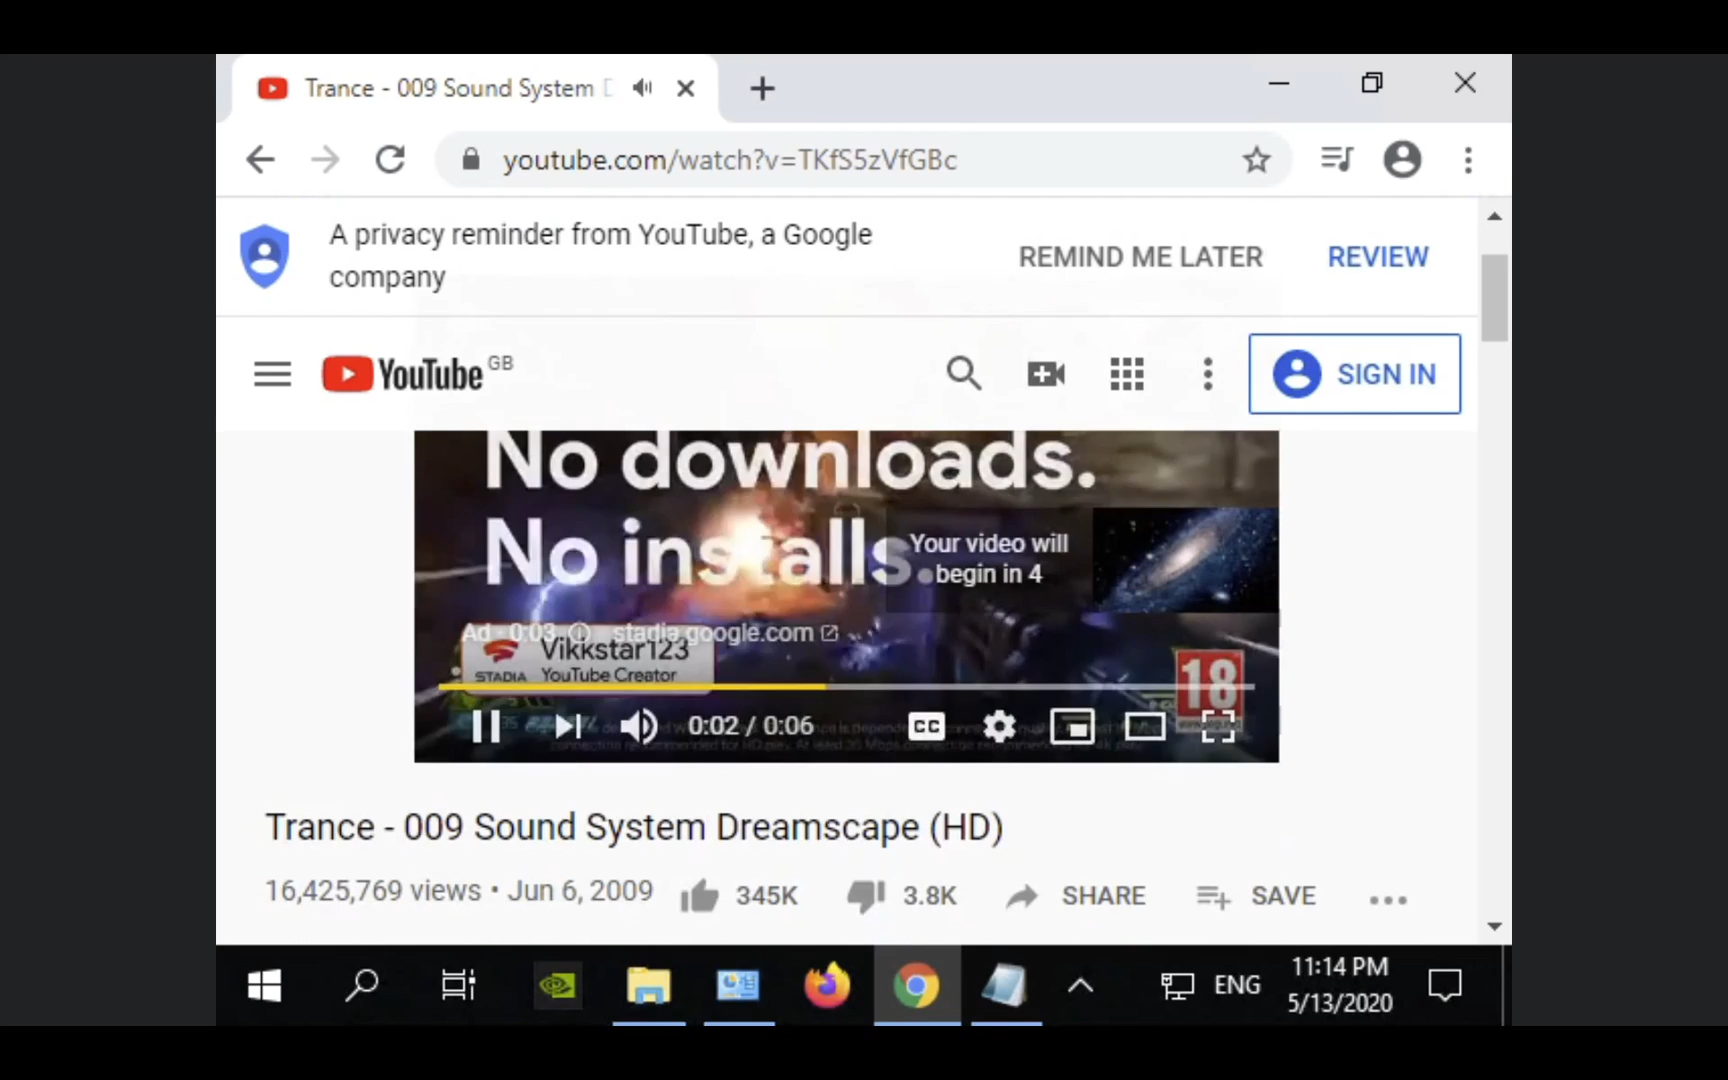 Trance - 009 Sound System D
youtube.com/watch?v=TKfS5zVfGBc
A privacy reminder from YouTube, a Google
company
REMIND ME LATER
REVIEW
YouTube GB
SIGN IN
No downloads.
No installs.
Your video will
begin in 4
Ad · 0:03 stadia.google.com
Vikkstar123
STADIA YouTube Creator
18
0:02 / 0:06
CC
Trance - 009 Sound System Dreamscape (HD)
16,425,769 views • Jun 6, 2009 345K 3.8K SHARE SAVE
ENG
11:14 PM
5/13/2020